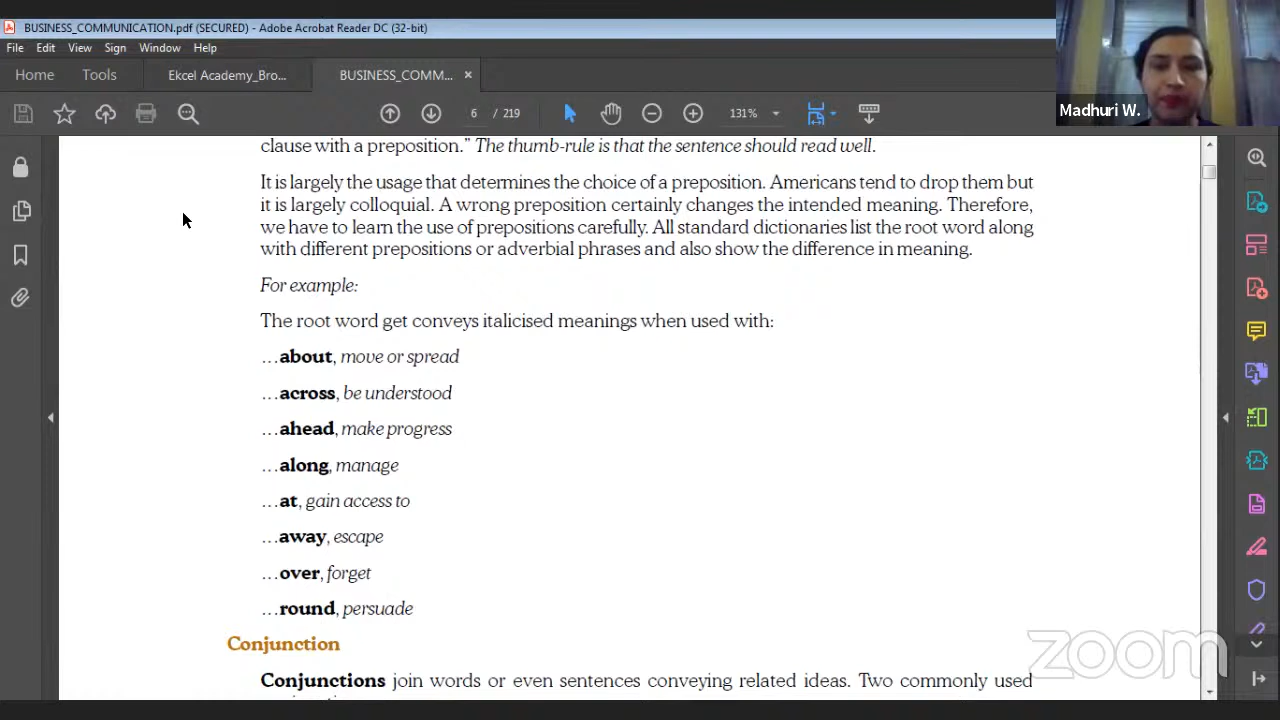 BUSINESS_COMMUNICATION.pdf (SECURED) - Adobe Acrobat Reader DC (32-bit)
File Edit View Sign Window Help
Home Tools Ekcel Academy_Bro... BUSINESS_COMM... ×
6 / 219 131%
Madhuri W.
clause with a preposition.” The thumb-rule is that the sentence should read well.
It is largely the usage that determines the choice of a preposition. Americans tend to drop them but
it is largely colloquial. A wrong preposition certainly changes the intended meaning. Therefore,
we have to learn the use of prepositions carefully. All standard dictionaries list the root word along
with different prepositions or adverbial phrases and also show the difference in meaning.
For example:
The root word get conveys italicised meanings when used with:
...about, move or spread
...across, be understood
...ahead, make progress
...along, manage
...at, gain access to
...away, escape
...over, forget
...round, persuade
Conjunction
Conjunctions join words or even sentences conveying related ideas. Two commonly used
zoom